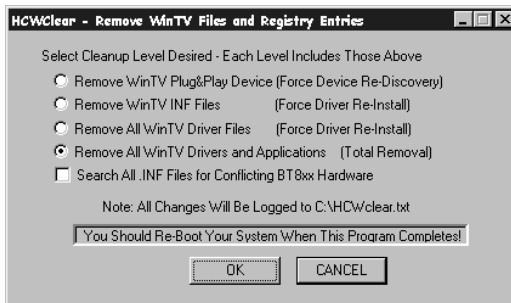 HCWClear - Remove WinTV Files and Registry Entries
Select Cleanup Level Desired - Each Level Includes Those Above
Remove WinTV Plug&Play Device (Force Device Re-Discovery)
Remove WinTV INF Files (Force Driver Re-Install)
Remove All WinTV Driver Files (Force Driver Re-Install)
Remove All WinTV Drivers and Applications (Total Removal)
Search All .INF Files for Conflicting BT8xx Hardware
Note: All Changes Will Be Logged to C:\HCWclear.txt
You Should Re-Boot Your System When This Program Completes!
OK CANCEL